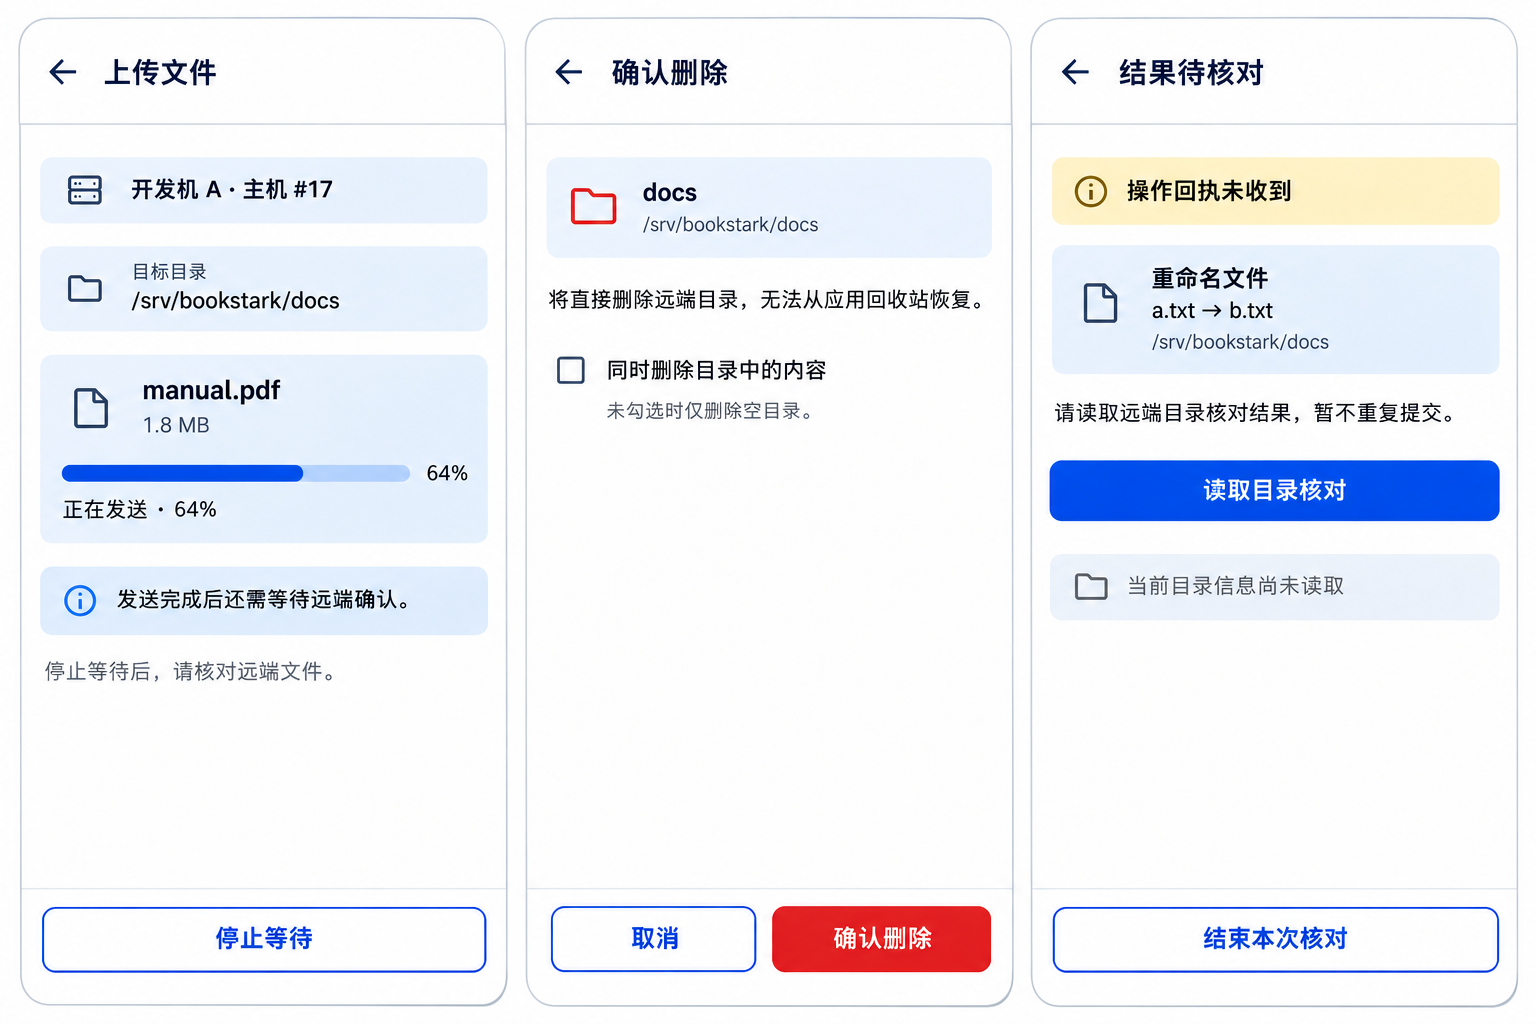 上传文件
开发机 A · 主机 #17
目标目录
/srv/bookstark/docs
manual.pdf
1.8 MB
64%
正在发送 · 64%
发送完成后还需等待远端确认。
停止等待后，请核对远端文件。
停止等待
确认删除
docs
/srv/bookstark/docs
将直接删除远端目录，无法从应用回收站恢复。
同时删除目录中的内容
未勾选时仅删除空目录。
取消
确认删除
结果待核对
操作回执未收到
重命名文件
a.txt → b.txt
/srv/bookstark/docs
请读取远端目录核对结果，暂不重复提交。
读取目录核对
当前目录信息尚未读取
结束本次核对